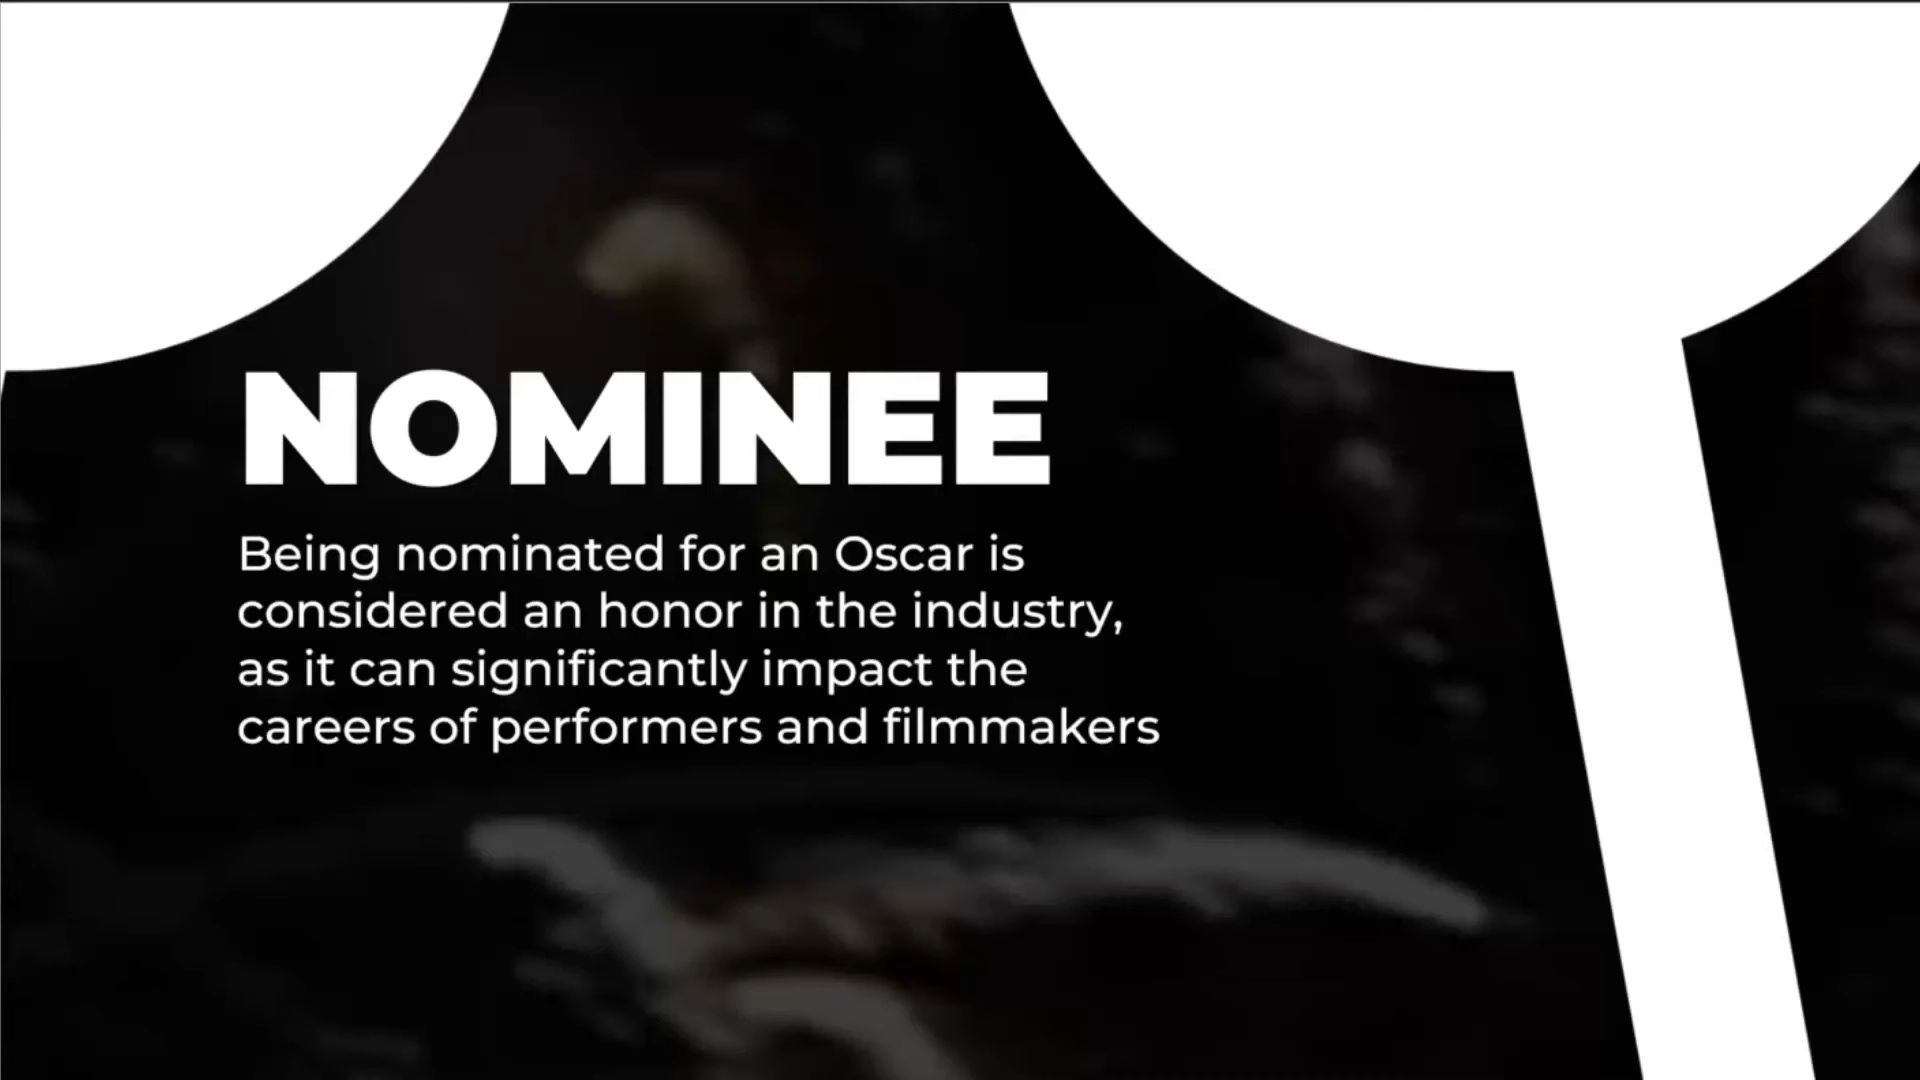 NOMINEE
Being nominated for an Oscar is
considered an honor in the industry,
as it can significantly impact the
careers of performers and filmmakers